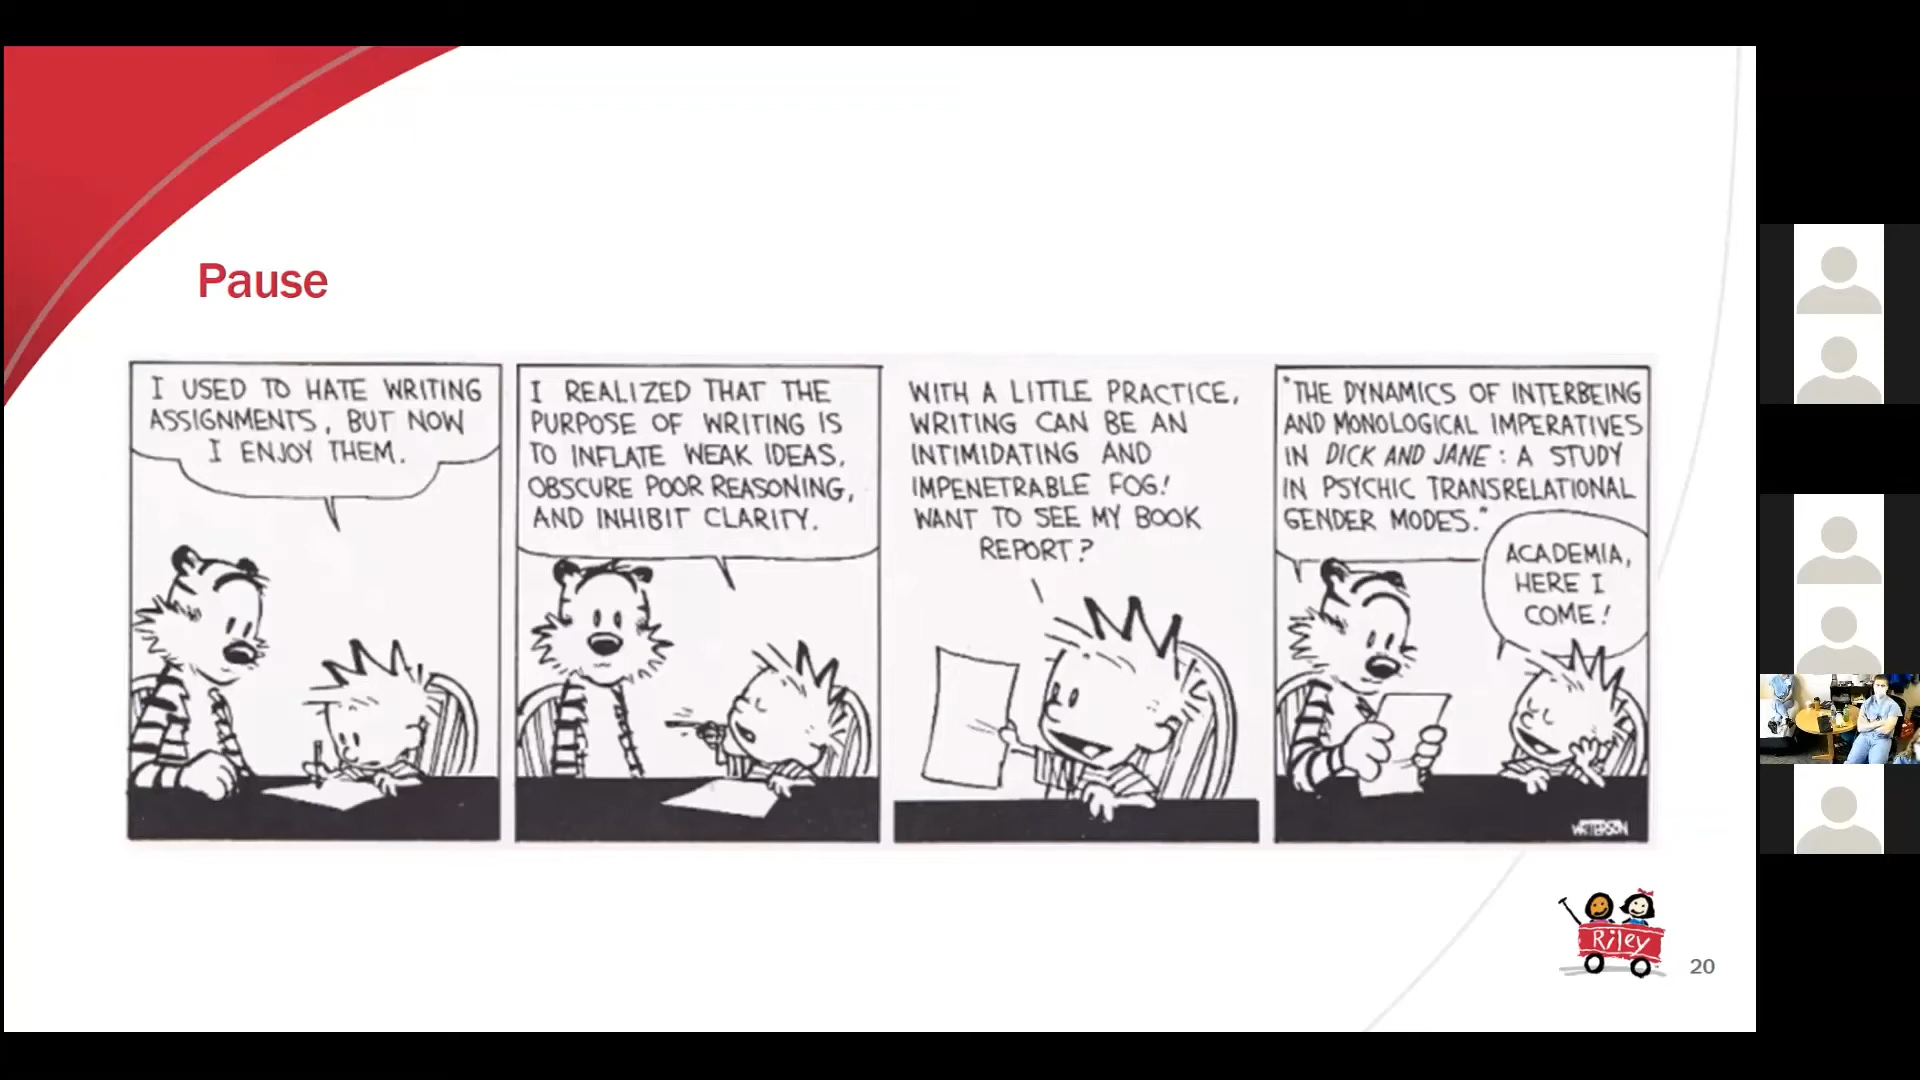 Pause
I USED TO HATE WRITING
ASSIGNMENTS, BUT NOW
I ENJOY THEM.
I REALIZED THAT THE
PURPOSE OF WRITING IS
TO INFLATE WEAK IDEAS,
OBSCURE POOR REASONING,
AND INHIBIT CLARITY.
WITH A LITTLE PRACTICE,
WRITING CAN BE AN
INTIMIDATING AND
IMPENETRABLE FOG!
WANT TO SEE MY BOOK
REPORT?
"THE DYNAMICS OF INTERBEING
AND MONOLOGICAL IMPERATIVES
IN DICK AND JANE: A STUDY
IN PSYCHIC TRANSRELATIONAL
GENDER MODES."
ACADEMIA,
HERE I
COME!
WATTERSON
Riley
20